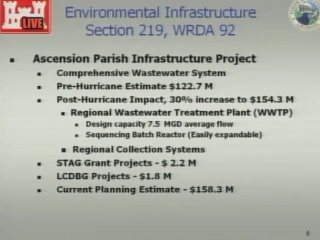 Environmental Infrastructure
Section 219, WRDA 92
LIVE
Ascension Parish Infrastructure Project
Comprehensive Wastewater System
Pre-Hurricane Estimate $122.7 M
Post-Hurricane Impact, 30% increase to $154.3 M
Regional Wastewater Treatment Plant (WWTP)
Design capacity 7.5 MGD average flow
Sequencing Batch Reactor (Easily expandable)
Regional Collection Systems
STAG Grant Projects - $ 2.2 M
LCDBG Projects - $1.8 M
Current Planning Estimate - $158.3 M
6